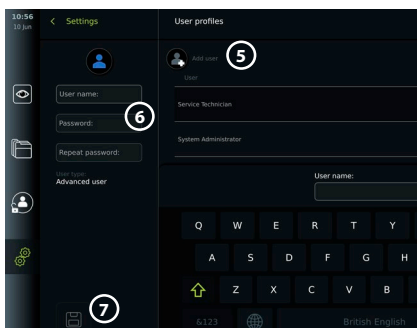 10:56
10 Jun
Settings
User profiles
Add user
5
User
User name:
Service Technician
Password:
6
System Administrator
Repeat password:
User type:
Advanced user
User name:
Q W E R T Y
A S D F G H
Z X C V B
7
6123
British English